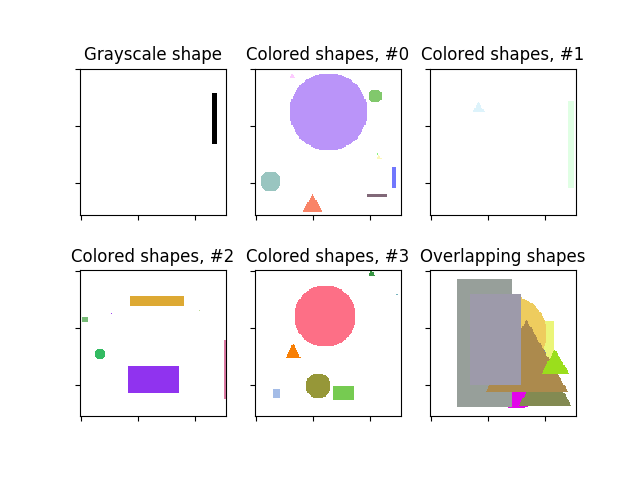 Grayscale shape
Colored shapes, #0
Colored shapes, #1
Colored shapes, #2
Colored shapes, #3
Overlapping shapes